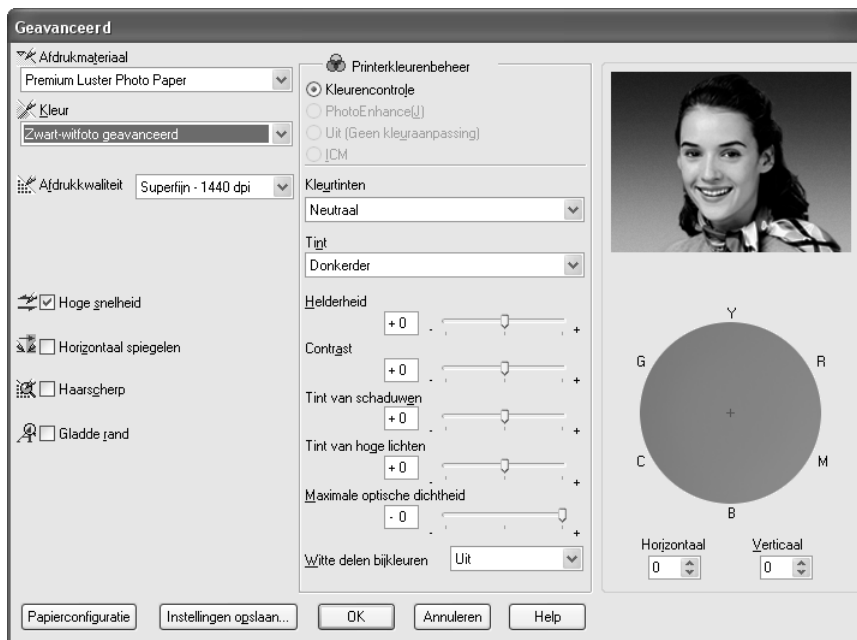 Geavanceerd
Afdrukmateriaal
Premium Luster Photo Paper
Kleur
Zwart-witfoto geavanceerd
Afdrukkwaliteit
Superfijn - 1440 dpi
Hoge snelheid
Horizontaal spiegelen
Haarscherp
Gladde rand
Printerkleurenbeheer
Kleurencontrole
PhotoEnhance(J)
Uit (Geen kleuraanpassing)
ICM
Kleurtinten
Neutraal
Tint
Donkerder
Helderheid
+ 0
- +
Contrast
+ 0
- +
Tint van schaduwen
+ 0
- +
Tint van hoge lichten
+ 0
- +
Maximale optische dichtheid
- 0
- +
Witte delen bijkleuren
Uit
Y
G R
C M
B
Horizontaal Verticaal
0 0
Papierconfiguratie
Instellingen opslaan...
OK
Annuleren
Help